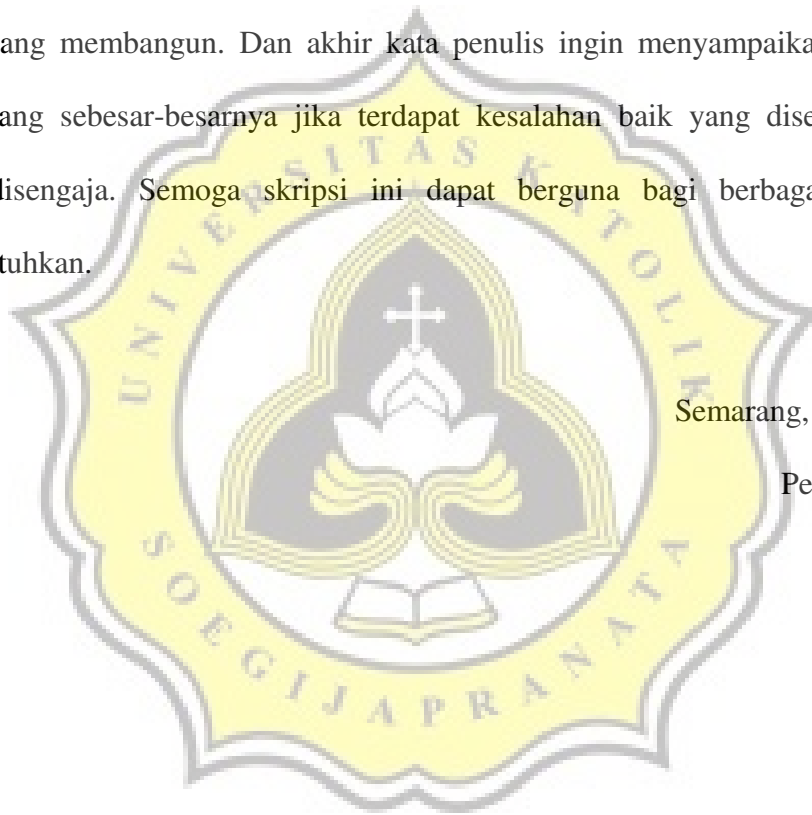 ang membangun. Dan akhir kata penulis ingin menyampaika
ang sebesar-besarnya jika terdapat kesalahan baik yang dise
disengaja. Semoga skripsi ini dapat berguna bagi berbaga
tuhkan.
Semarang,
Pe
UNIVERSITAS KATOLIK
SOEGIJAPRANATA